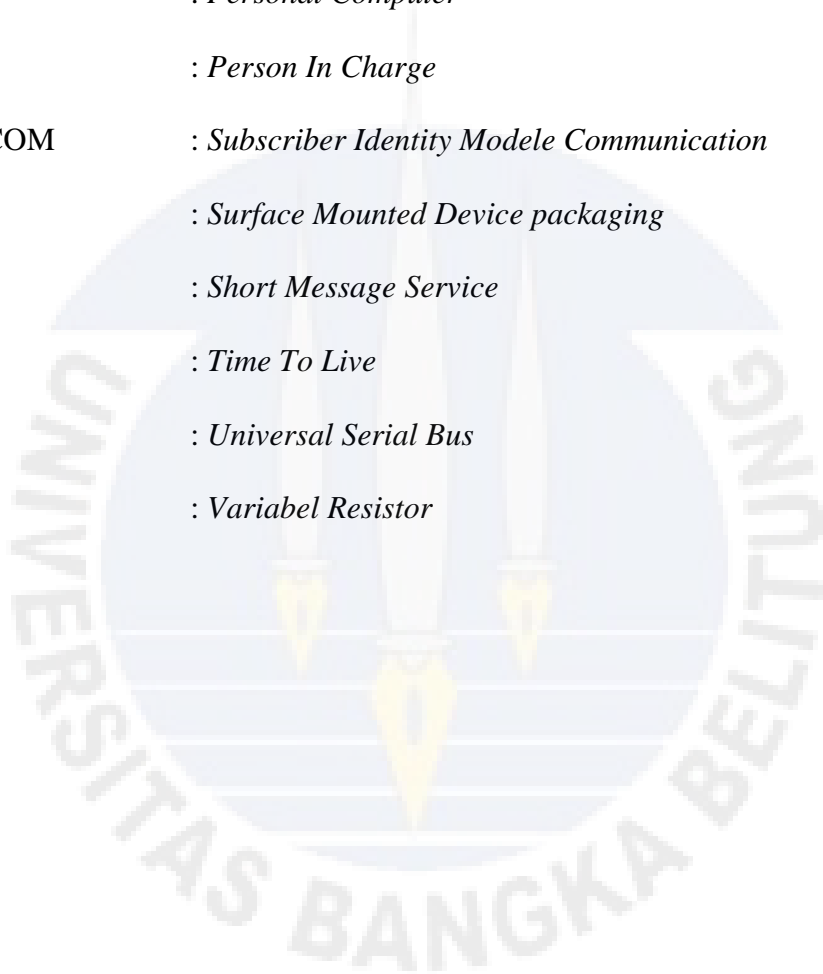 : Personal Computer
: Person In Charge
COM : Subscriber Identity Modele Communication
: Surface Mounted Device packaging
: Short Message Service
: Time To Live
: Universal Serial Bus
: Variabel Resistor
UNIVERSITAS BANGKA BELITUNG